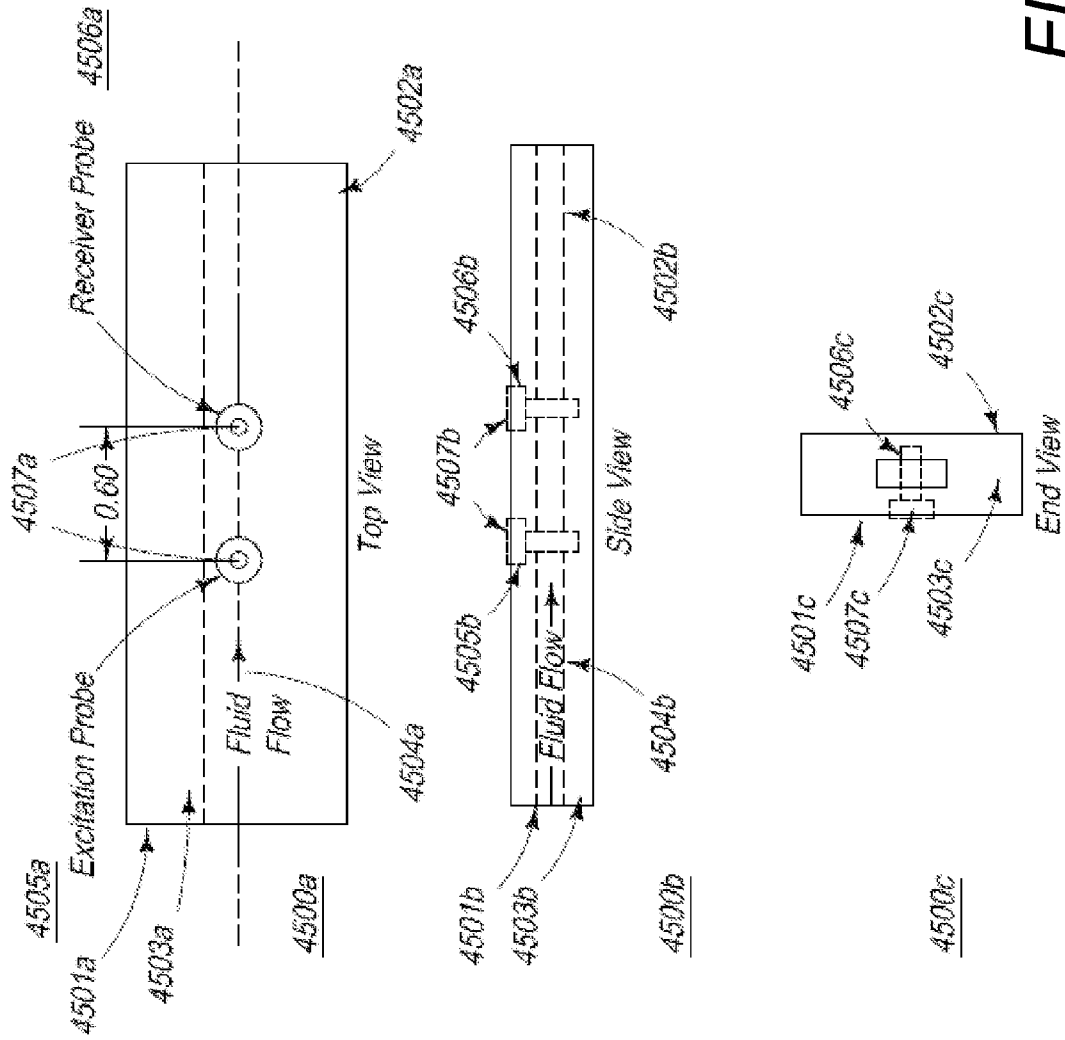 4505a
4506a
Excitation Probe
4507a
0.60
Receiver Probe
4501a
4503a
Fluid
Flow
4504a
4502a
4500a
Top View
4505b
4507b
4506b
4501b
4503b
Fluid Flow
4504b
4502b
4500b
Side View
4501c
4507c
4503c
4506c
4502c
4500c
End View